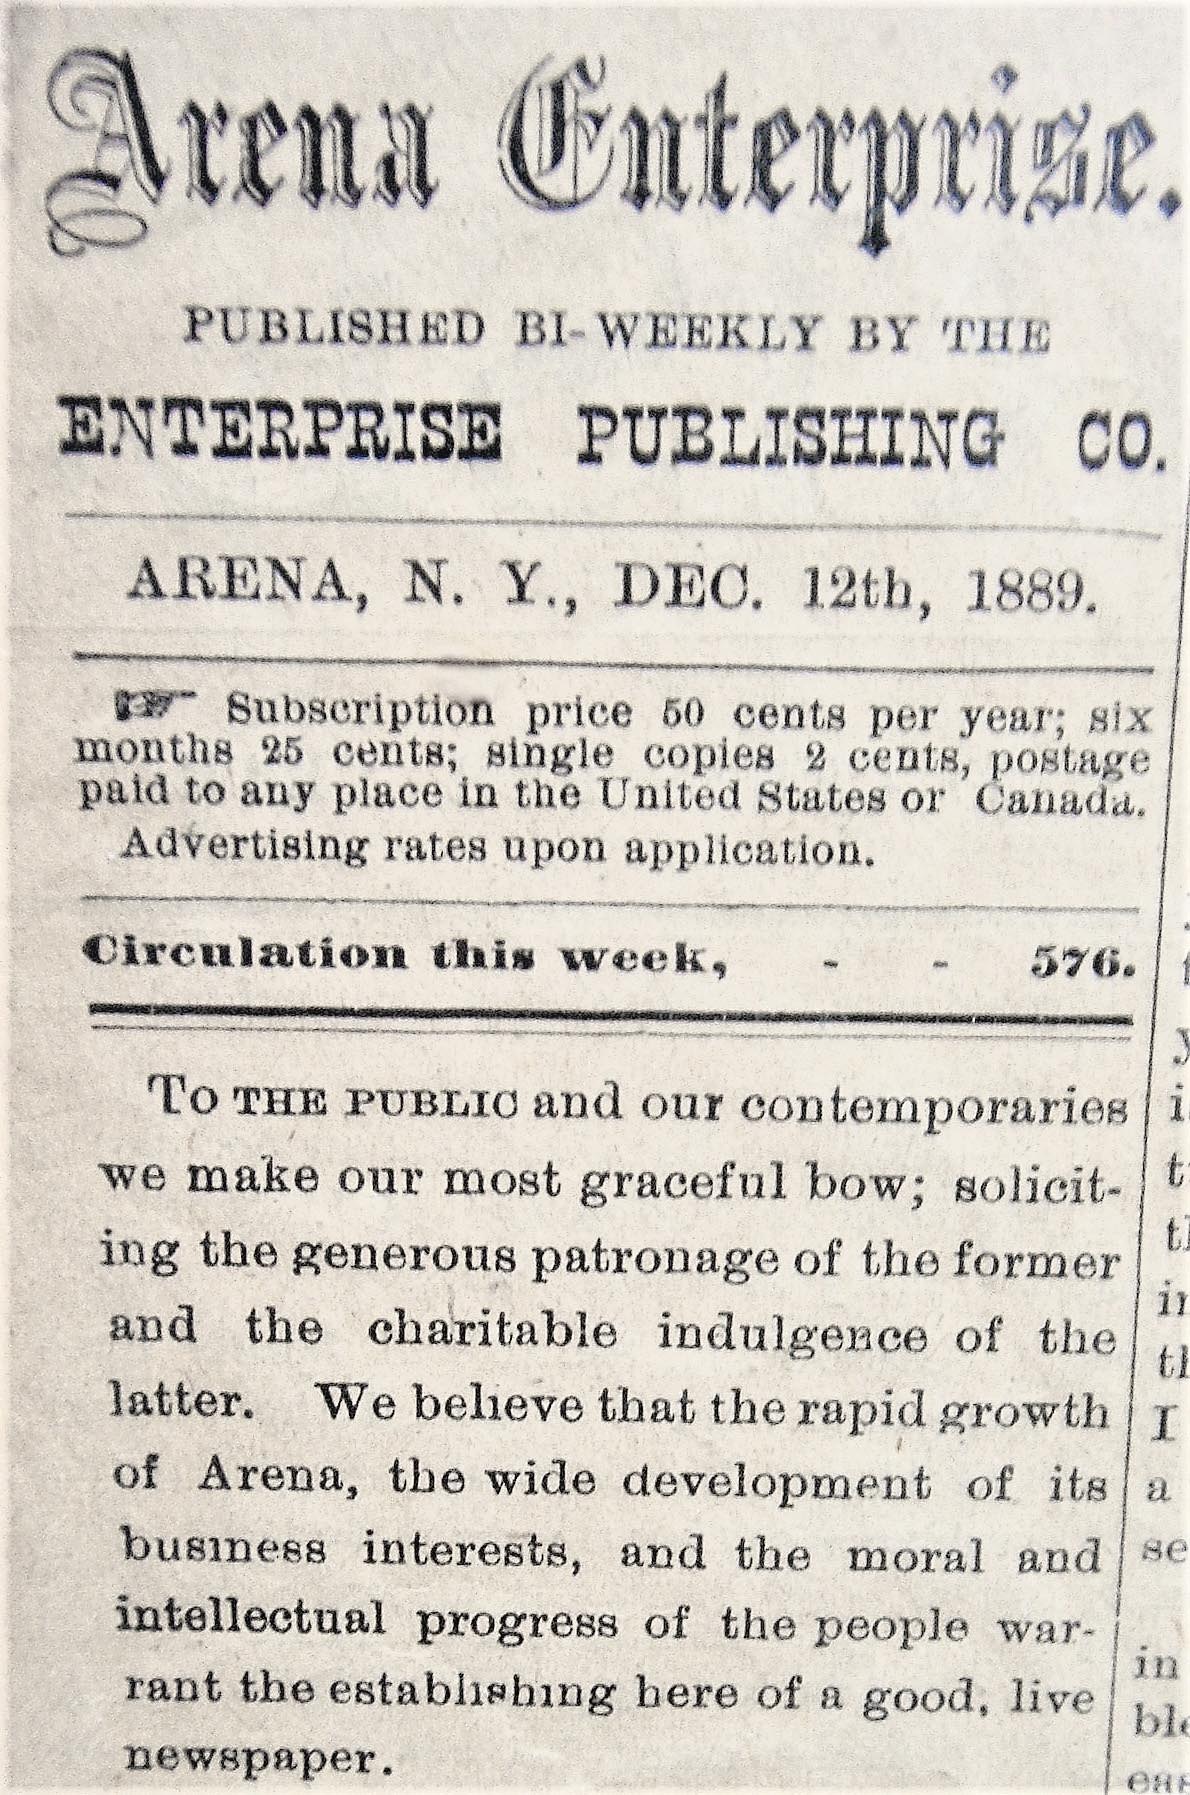 Arena Enterprise.
PUBLISHED BI-WEEKLY BY THE
ENTERPRISE PUBLISHING CO.
ARENA, N. Y., DEC. 12th, 1889.
☞ Subscription price 50 cents per year; six
months 25 cents; single copies 2 cents, postage
paid to any place in the United States or Canada.
Advertising rates upon application.
Circulation this week, - - 576.
TO THE PUBLIC and our contemporaries
we make our most graceful bow; solicit-
ing the generous patronage of the former
and the charitable indulgence of the
latter. We believe that the rapid growth
of Arena, the wide development of its
business interests, and the moral and
intellectual progress of the people war-
rant the establishing here of a good, live
newspaper.